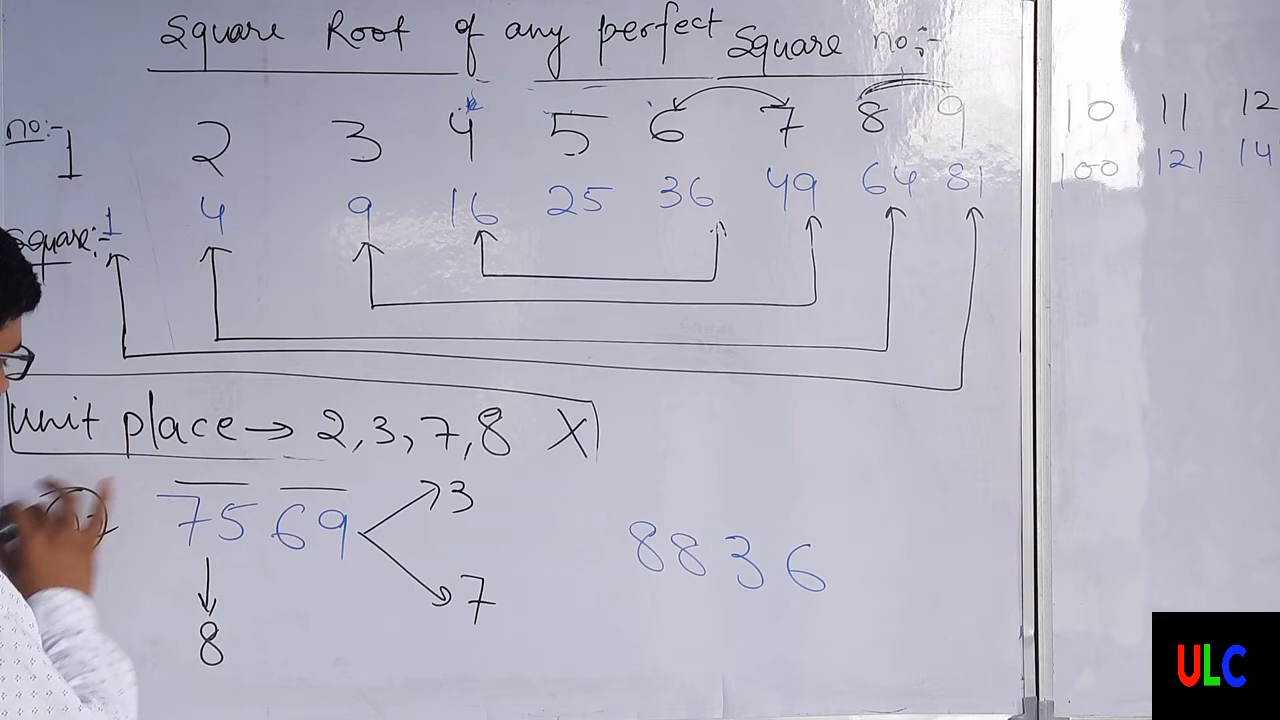 Square Root of any perfect Square no:-
no:- 1 2 3 4 5 6 7 8 9 10 11 12
Square:- 1 4 9 16 25 36 49 64 81 100 121 14
unit place → 2, 3, 7, 8 X
75 69 3
7
8
8836
ULC